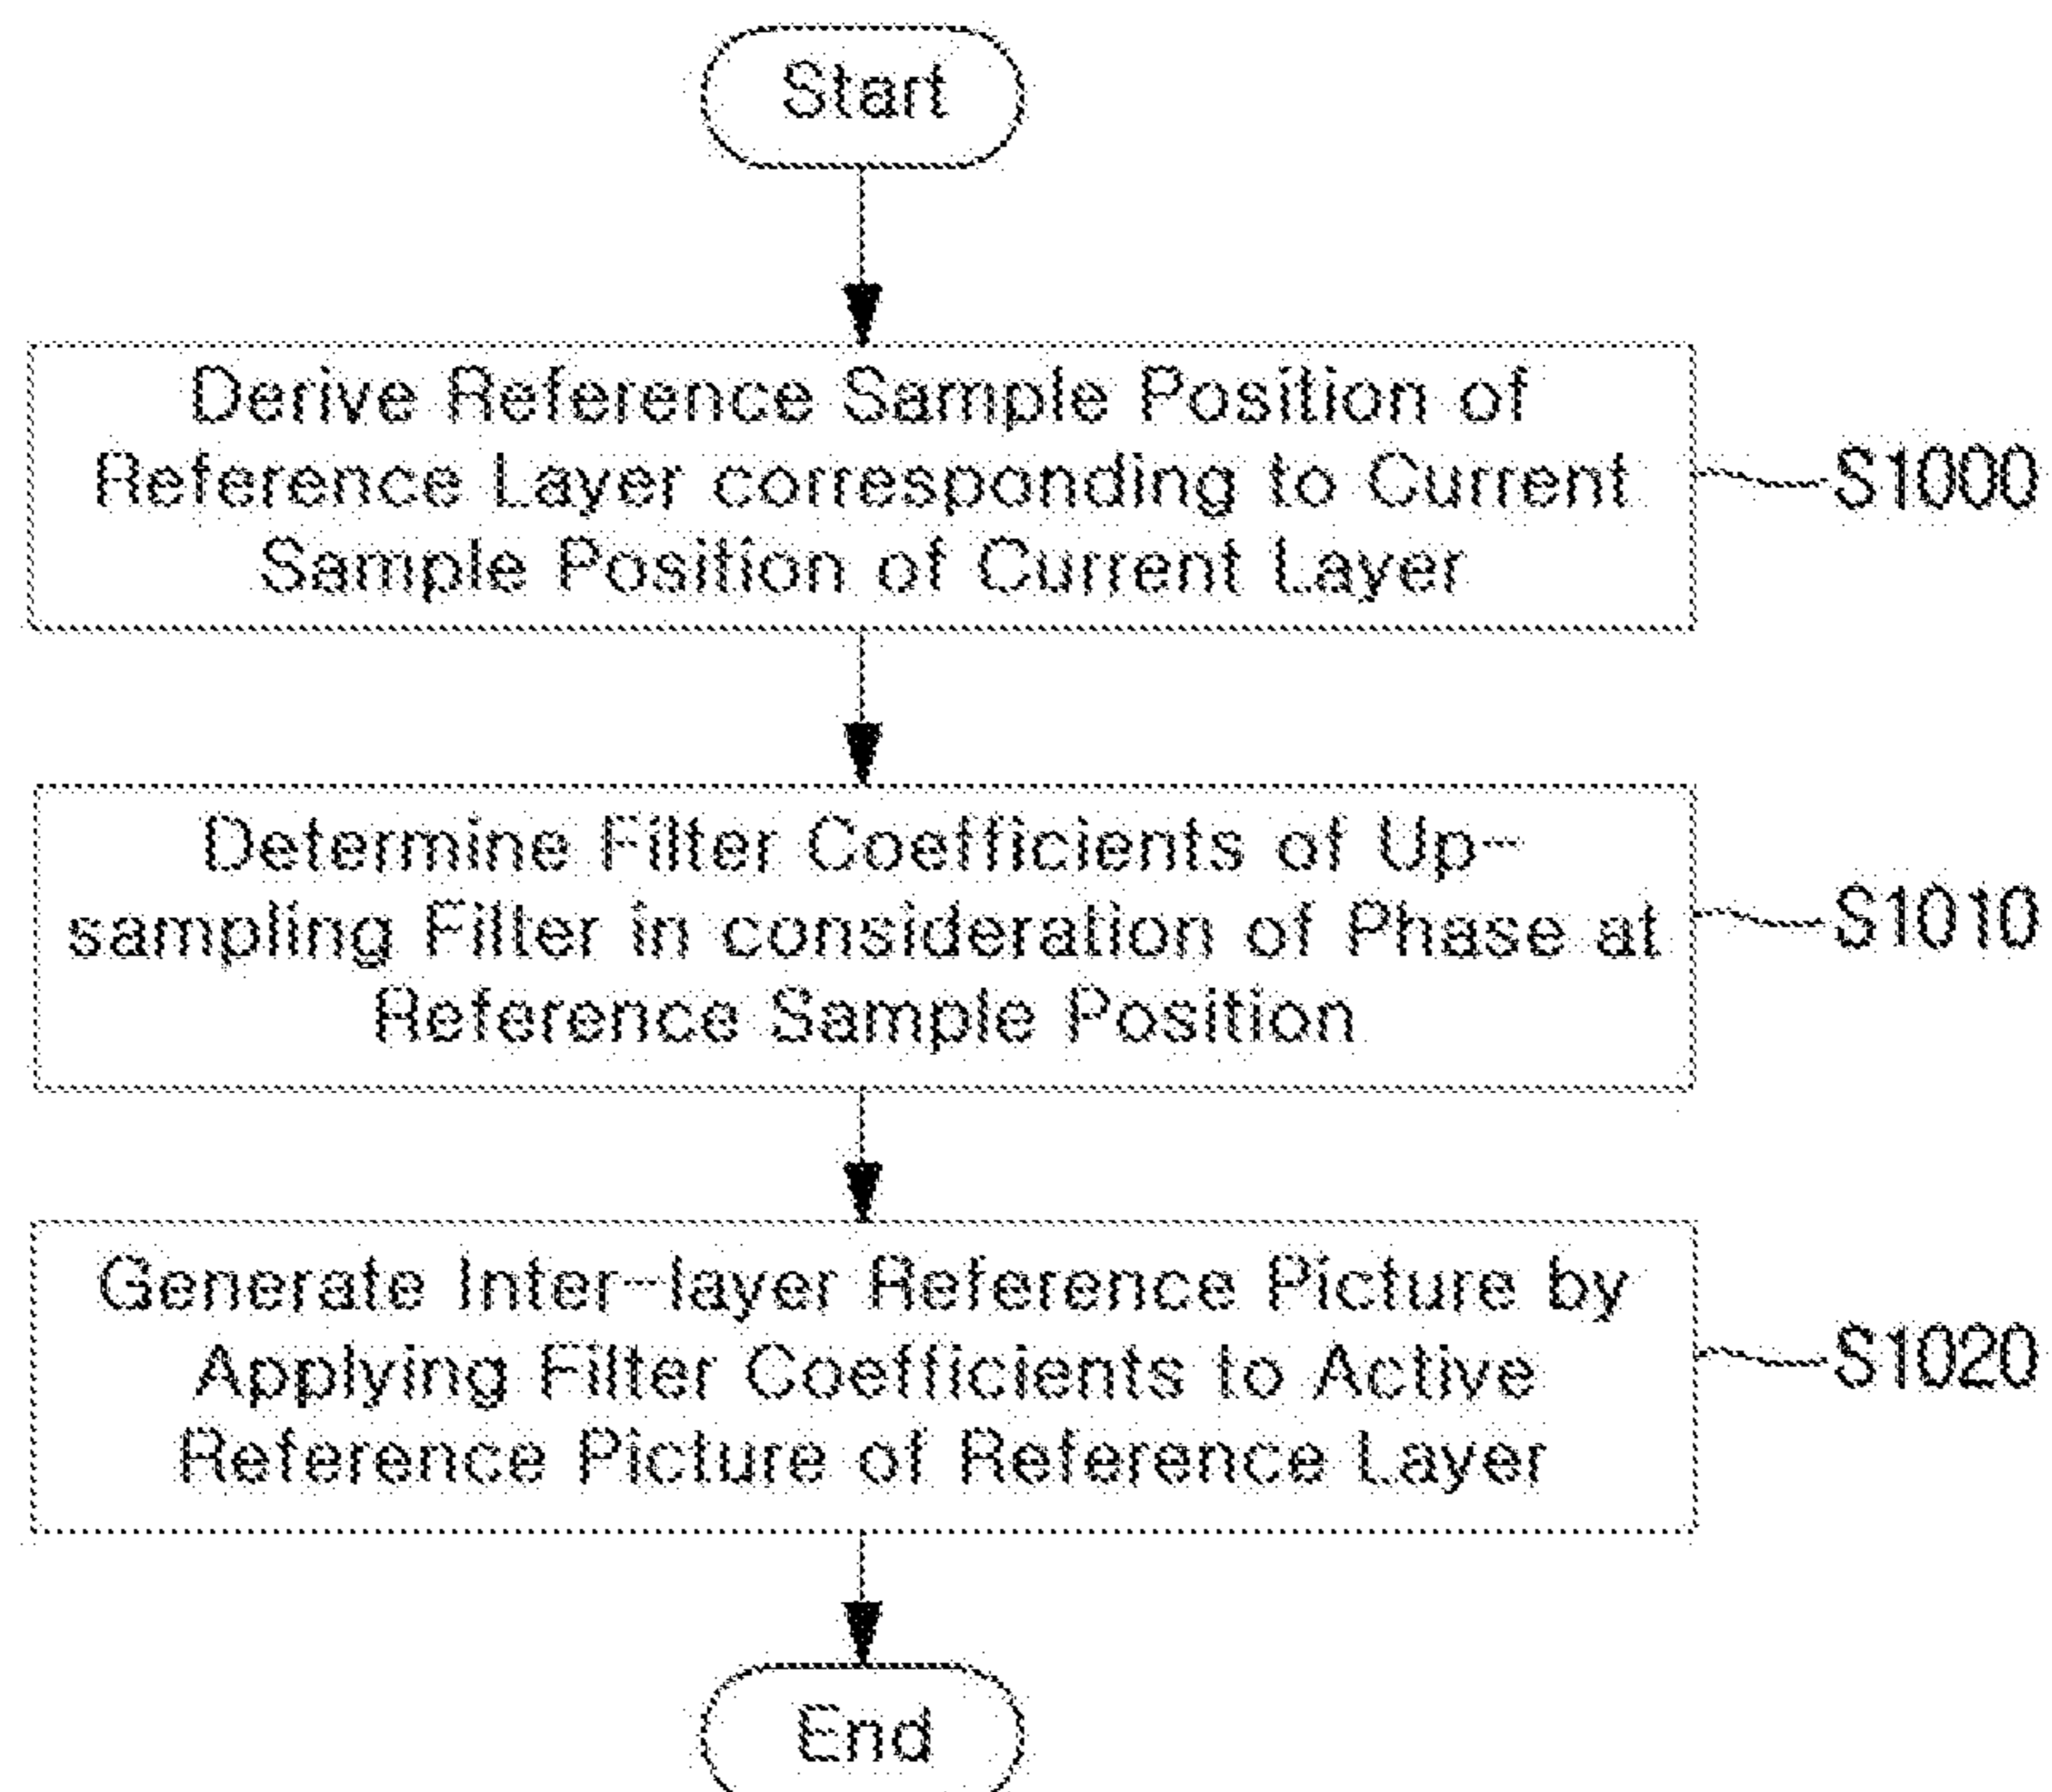 Start
Derive Reference Sample Position of
Reference Layer corresponding to Current
Sample Position of Current Layer
S1000
Determine Filter Coefficients of Up-
sampling Filter in consideration of Phase at
Reference Sample Position
S1010
Generate Inter-layer Reference Picture by
Applying Filter Coefficients to Active
Reference Picture of Reference Layer
S1020
End